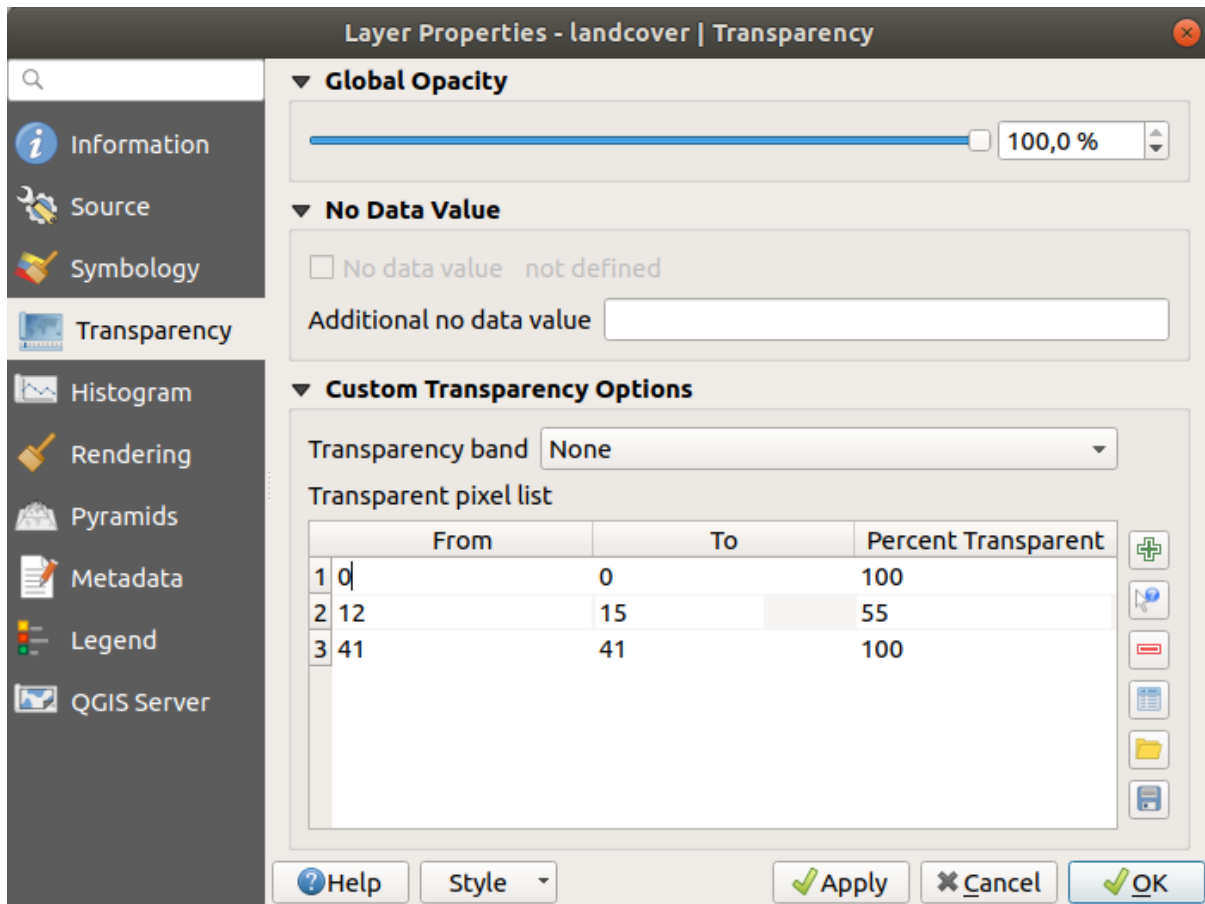 Layer Properties - landcover | Transparency
Information
Source
Symbology
Transparency
Histogram
Rendering
Pyramids
Metadata
Legend
QGIS Server
Global Opacity
100,0 %
No Data Value
No data value not defined
Additional no data value
Custom Transparency Options
Transparency band None
Transparent pixel list
From To Percent Transparent
1 0 0 100
2 12 15 55
3 41 41 100
Help Style Apply Cancel OK